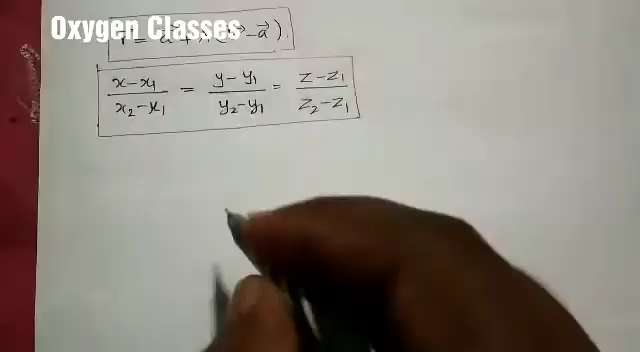 Oxygen Classes
r⃗ = a⃗ + λ(b⃗ - a⃗).
(x - x₁)/(x₂ - x₁) = (y - y₁)/(y₂ - y₁) = (z - z₁)/(z₂ - z₁)